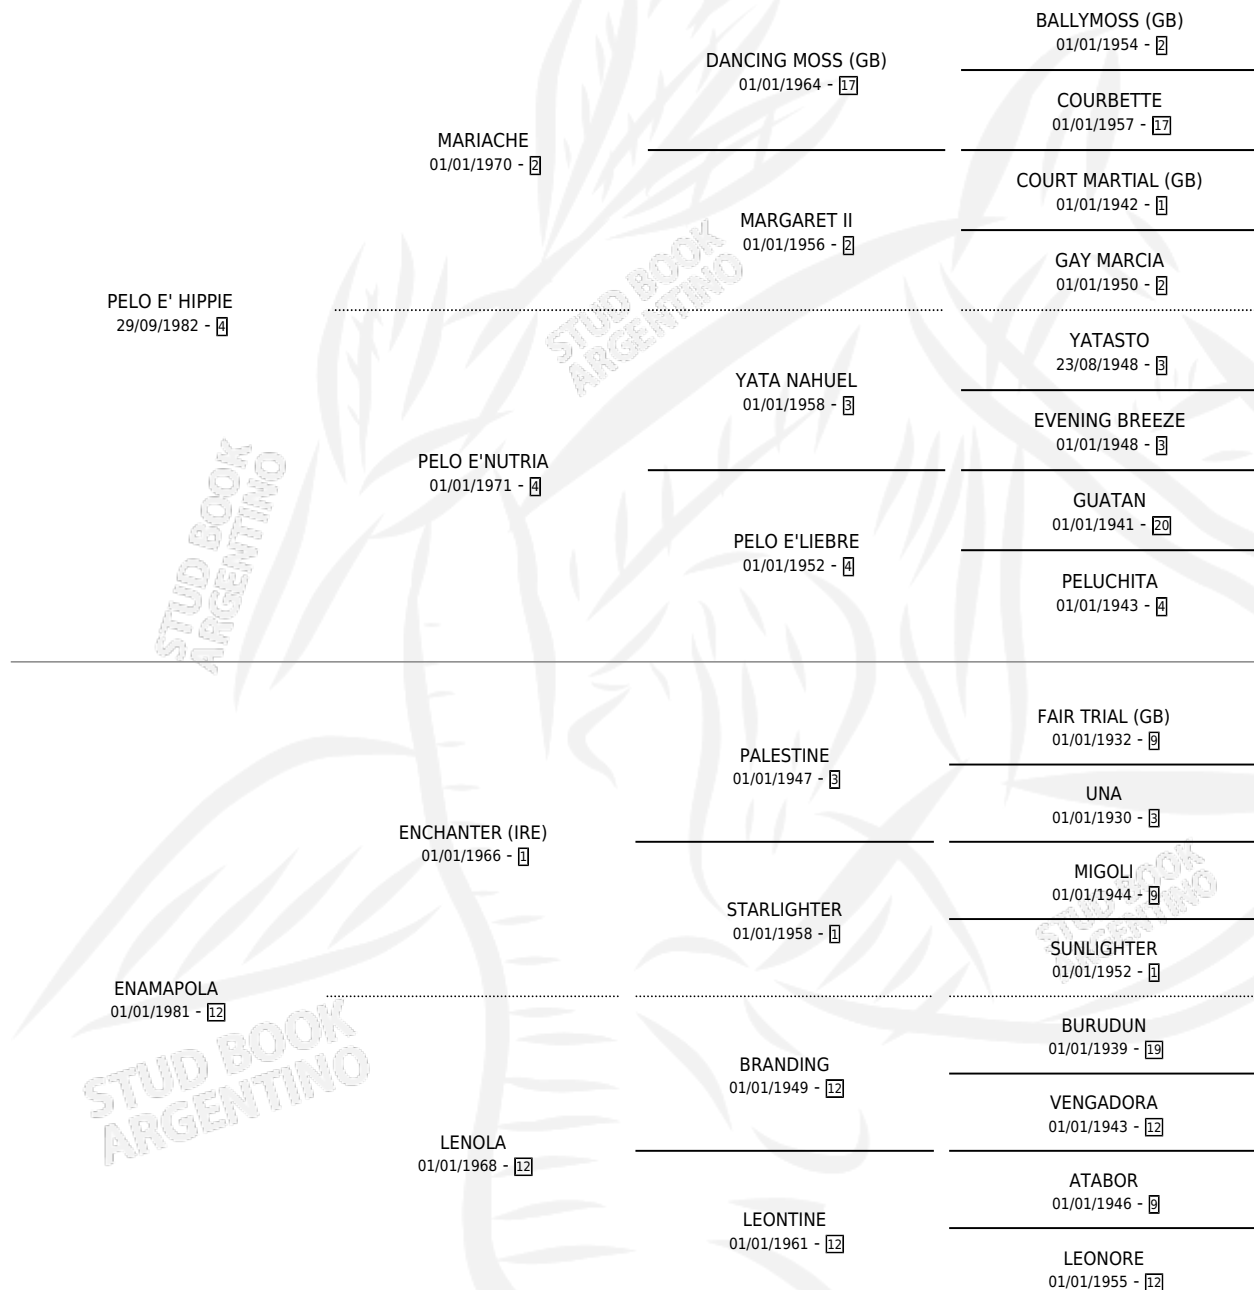 BALLYMOSS (GB)
01/01/1954 - 2
DANCING MOSS (GB)
01/01/1964 - 17
COURBETTE
01/01/1957 - 17
MARIACHE
01/01/1970 - 2
COURT MARTIAL (GB)
01/01/1942 - 1
MARGARET II
01/01/1956 - 2
GAY MARCIA
01/01/1950 - 2
PELO E' HIPPIE
29/09/1982 - 4
STUD BOOK
ARGENTINO
YATASTO
23/08/1948 - 3
YATA NAHUEL
01/01/1958 - 3
EVENING BREEZE
01/01/1948 - 3
PELO E'NUTRIA
01/01/1971 - 4
GUATAN
01/01/1941 - 20
PELO E'LIEBRE
01/01/1952 - 4
PELUCHITA
01/01/1943 - 4
STUD BOOK
ARGENTINO
FAIR TRIAL (GB)
01/01/1932 - 9
PALESTINE
01/01/1947 - 3
UNA
01/01/1930 - 3
ENCHANTER (IRE)
01/01/1966 - 1
MIGOLI
01/01/1944 - 9
STARLIGHTER
01/01/1958 - 1
SUNLIGHTER
01/01/1952 - 1
STUD BOOK
ARGENTINO
ENAMAPOLA
01/01/1981 - 12
STUD BOOK
ARGENTINO
BURUDUN
01/01/1939 - 19
BRANDING
01/01/1949 - 12
VENGADORA
01/01/1943 - 12
LENOLA
01/01/1968 - 12
ATABOR
01/01/1946 - 9
LEONTINE
01/01/1961 - 12
LEONORE
01/01/1955 - 12